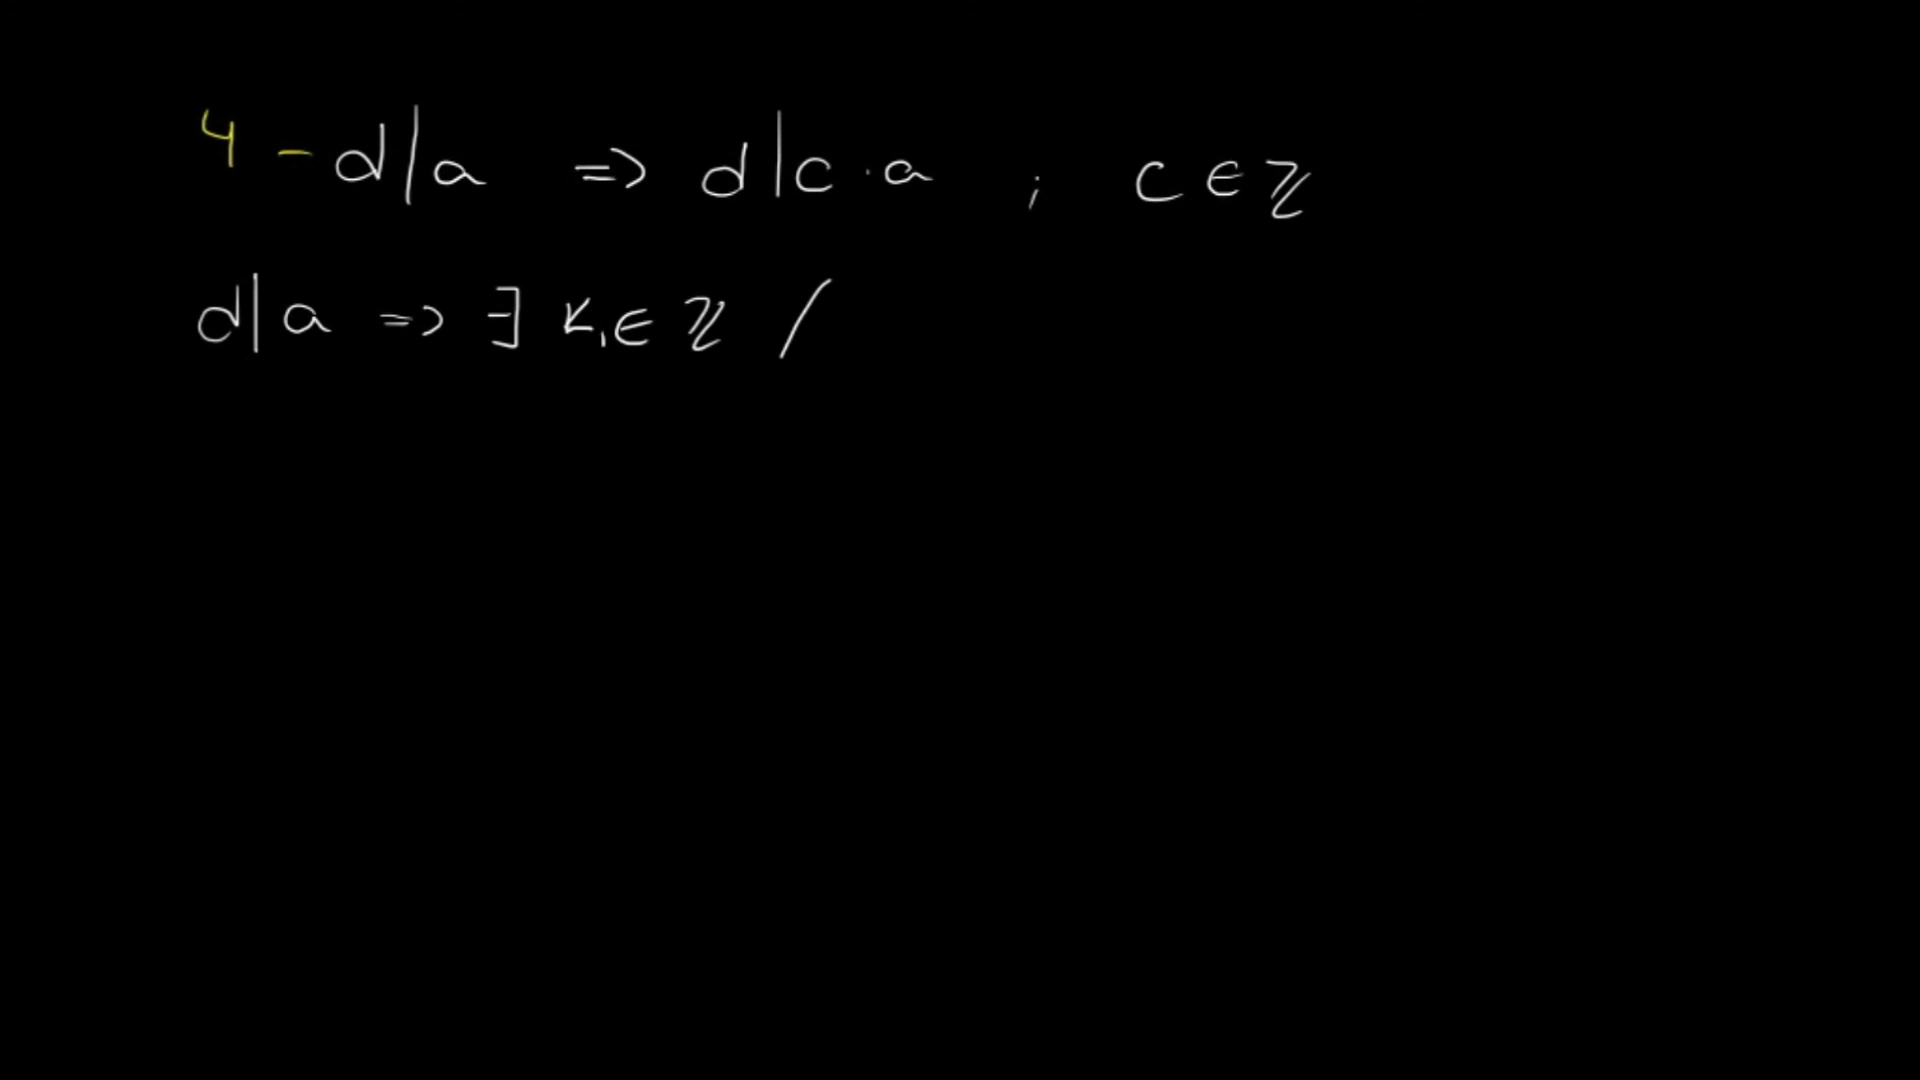 4 - d|a => d|c·a ; c ∈ ℤ
d|a => ∃ k₁ ∈ ℤ /